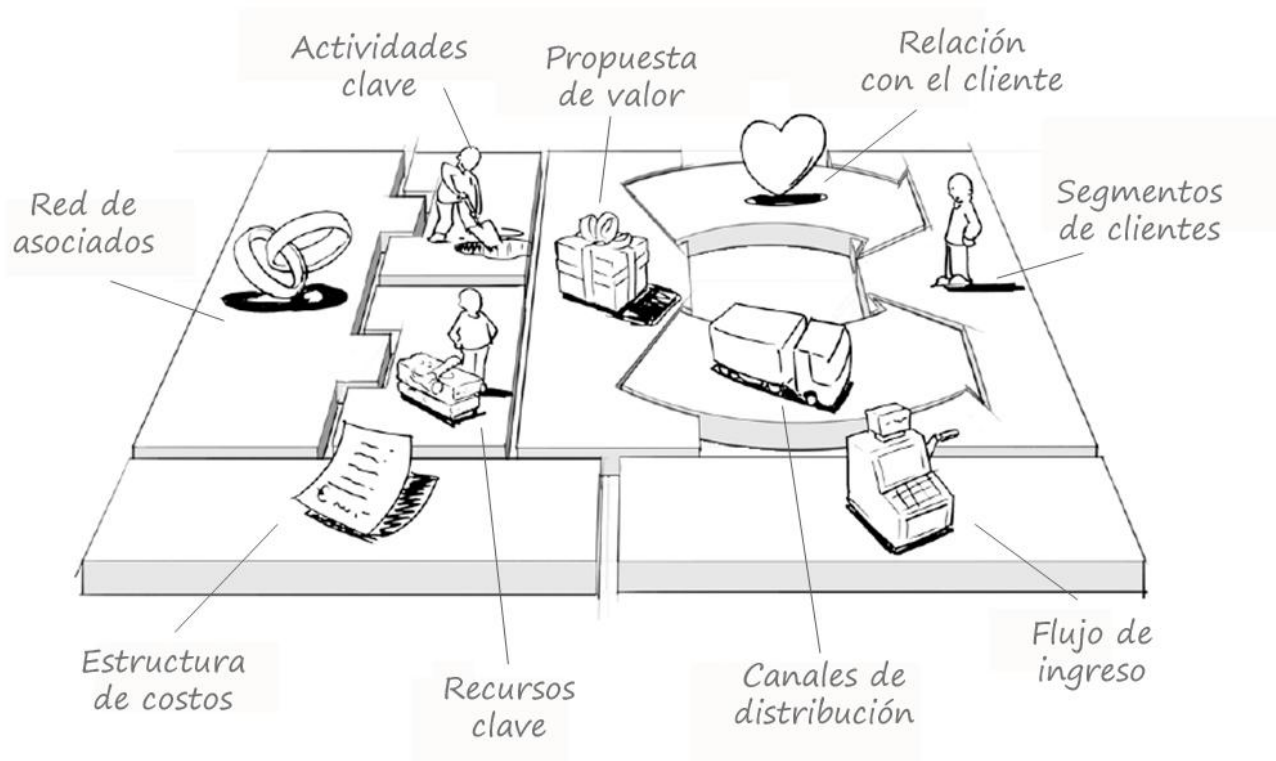 Actividades
clave
Propuesta
de valor
Relación
con el cliente
Red de
asociados
Segmentos
de clientes
Estructura
de costos
Recursos
clave
Canales de
distribución
Flujo de
ingreso